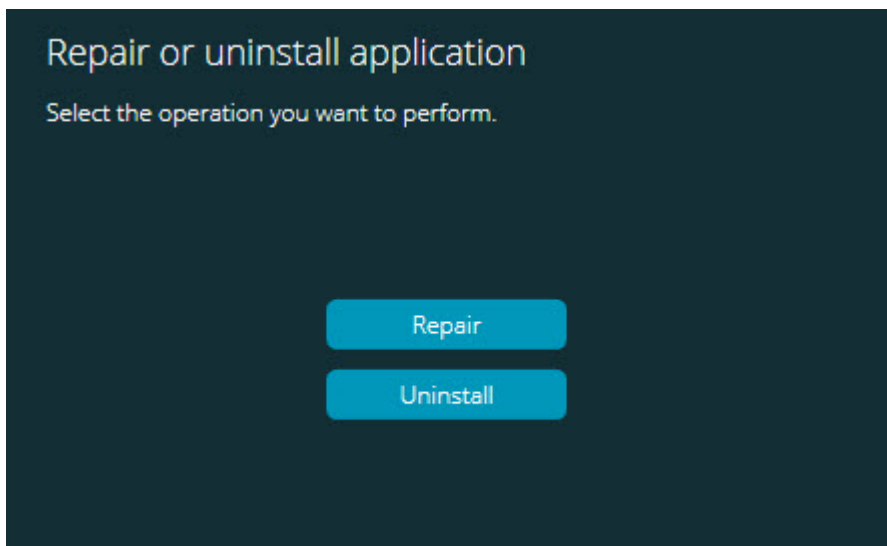 Repair or uninstall application
Select the operation you want to perform.
Repair
Uninstall